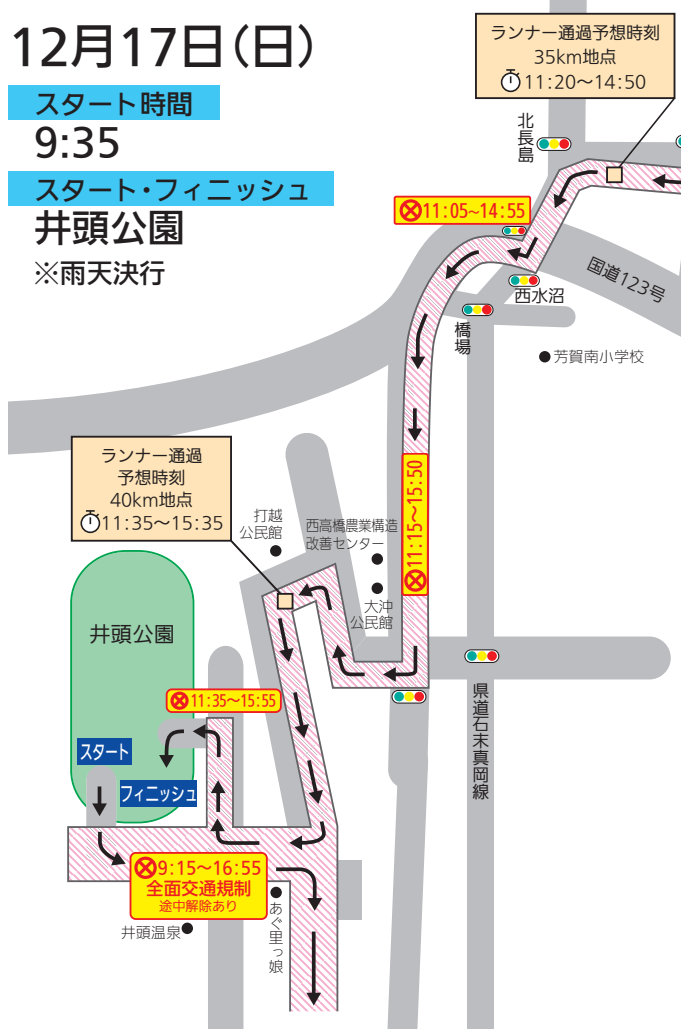 12月17日(日)
スタート時間
9:35
スタート・フィニッシュ
井頭公園
※雨天決行
ランナー通過予想時刻
35km地点
11:20～14:50
北長島
11:05～14:55
国道123号
西水沼
橋場
芳賀南小学校
ランナー通過
予想時刻
40km地点
11:35～15:35
打越
公民館
西高橋農業構造
改善センター
11:15～15:50
大沖
公民館
井頭公園
県道石末真岡線
11:35～15:55
スタート
フィニッシュ
9:15～16:55
全面交通規制
途中解除あり
あぐ里っ娘
井頭温泉